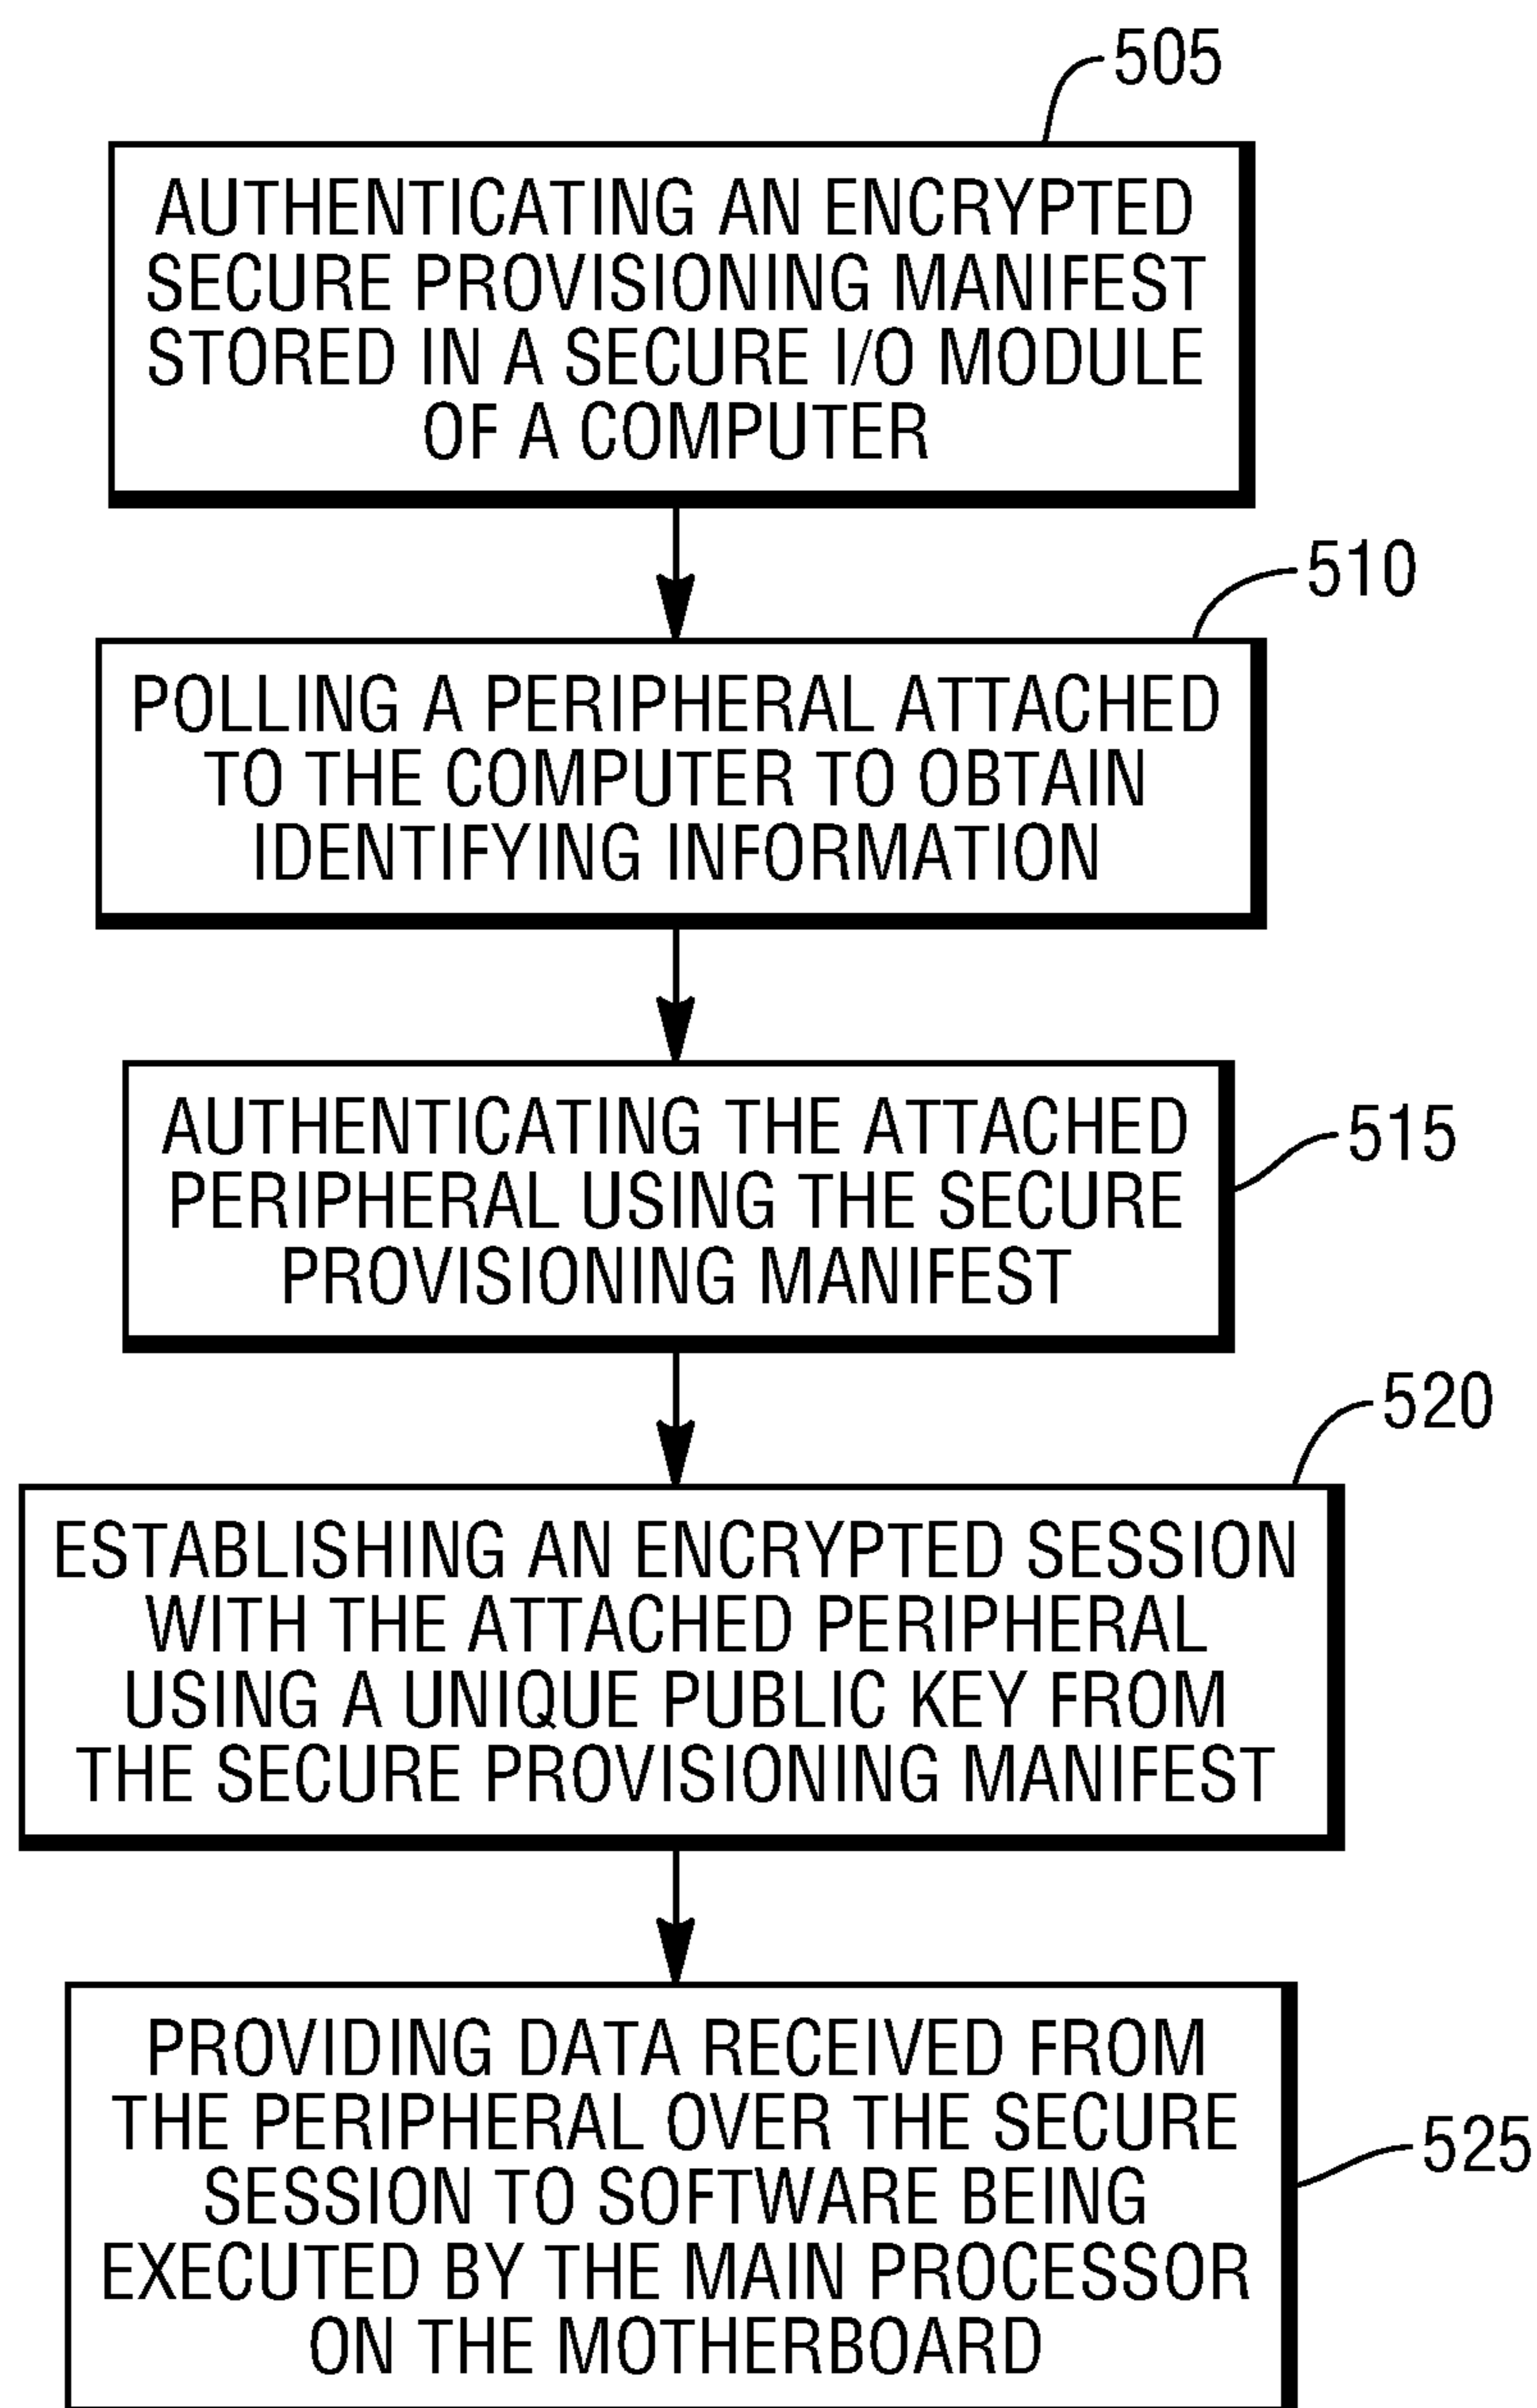 505
AUTHENTICATING AN ENCRYPTED
SECURE PROVISIONING MANIFEST
STORED IN A SECURE I/O MODULE
OF A COMPUTER
510
POLLING A PERIPHERAL ATTACHED
TO THE COMPUTER TO OBTAIN
IDENTIFYING INFORMATION
515
AUTHENTICATING THE ATTACHED
PERIPHERAL USING THE SECURE
PROVISIONING MANIFEST
520
ESTABLISHING AN ENCRYPTED SESSION
WITH THE ATTACHED PERIPHERAL
USING A UNIQUE PUBLIC KEY FROM
THE SECURE PROVISIONING MANIFEST
525
PROVIDING DATA RECEIVED FROM
THE PERIPHERAL OVER THE SECURE
SESSION TO SOFTWARE BEING
EXECUTED BY THE MAIN PROCESSOR
ON THE MOTHERBOARD